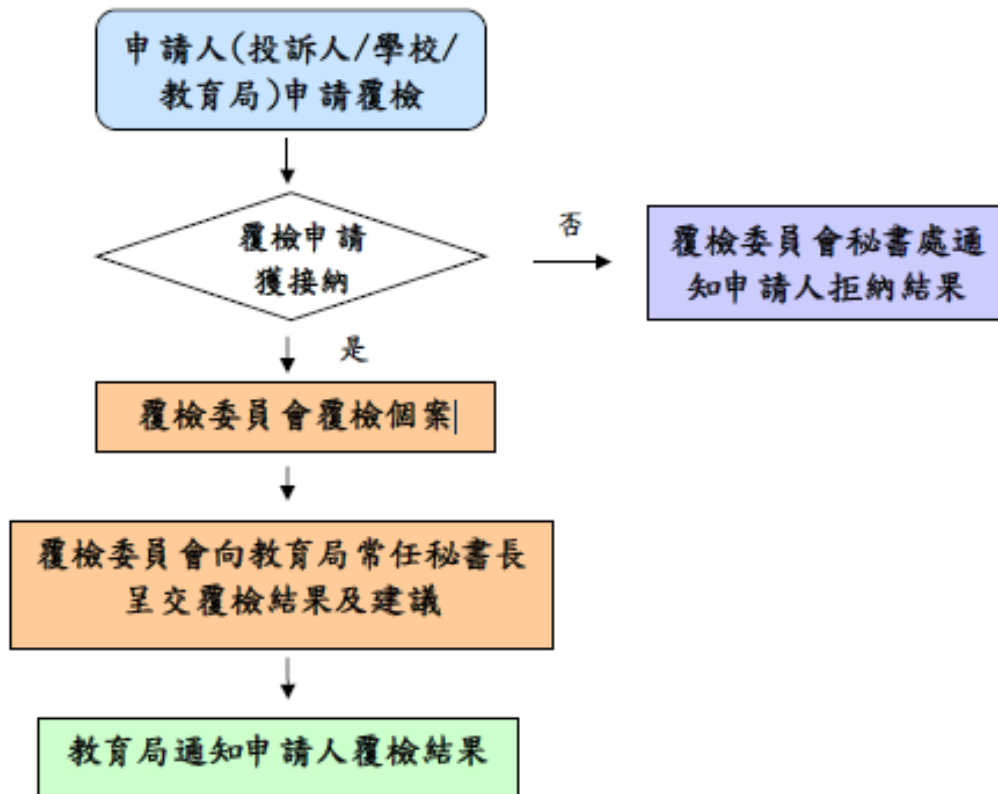 申請人(投訴人/學校/
教育局)申請覆檢
覆檢申請
獲接納
否
覆檢委員會秘書處通
知申請人拒納結果
是
覆檢委員會覆檢個案
覆檢委員會向教育局常任秘書長
呈交覆檢結果及建議
教育局通知申請人覆檢結果